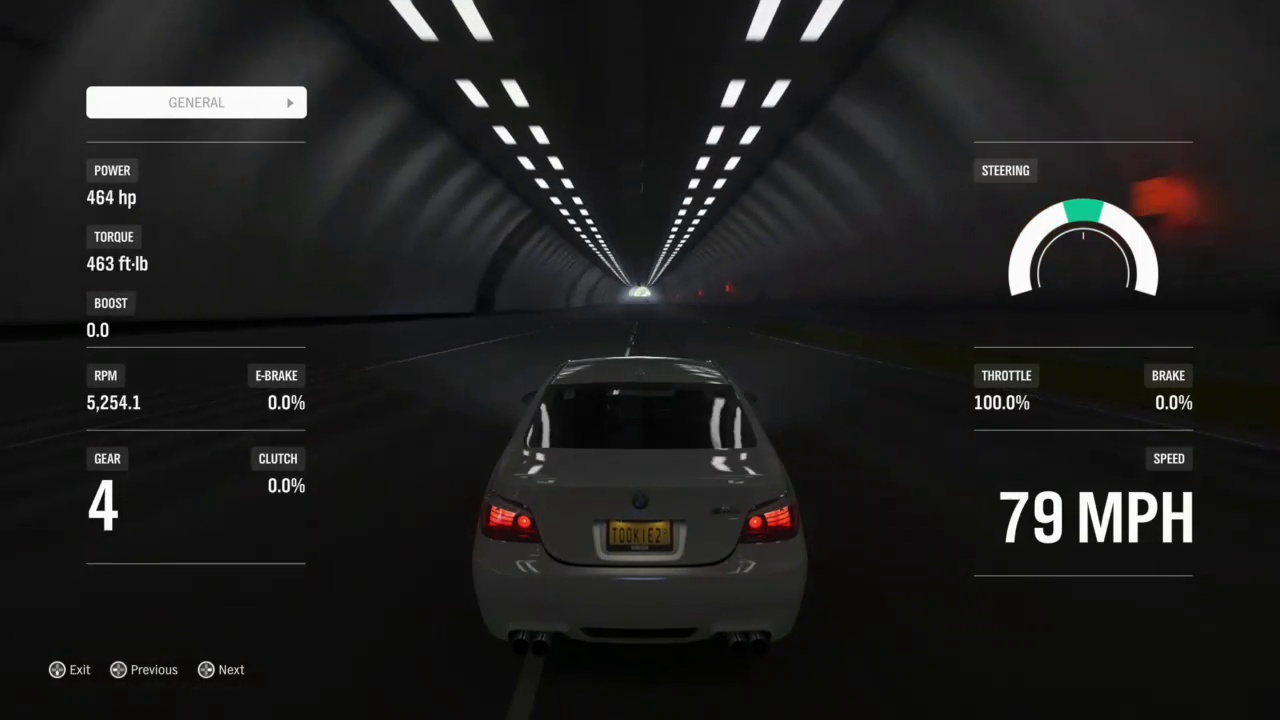 GENERAL
POWER
464 hp
TORQUE
463 ft·lb
BOOST
0.0
RPM
E-BRAKE
5,254.1
0.0%
GEAR
CLUTCH
4
0.0%
STEERING
THROTTLE
BRAKE
100.0%
0.0%
SPEED
79 MPH
TOOKIE2
Exit
Previous
Next